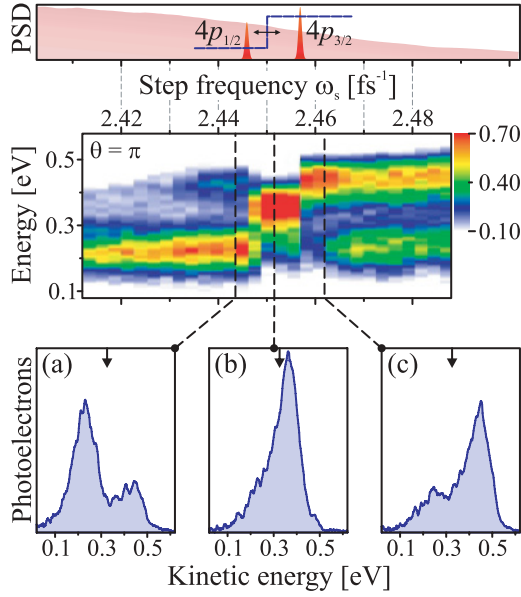 PSD
4p1/2
4p3/2
Step frequency ωs [fs-1]
2.42 2.44 2.46 2.48
θ = π
Energy [eV]
0.5
0.3
0.1
0.70
0.40
0.10
(a) (b) (c)
Photoelectrons
0.1 0.3 0.5 0.1 0.3 0.5 0.1 0.3 0.5
Kinetic energy [eV]